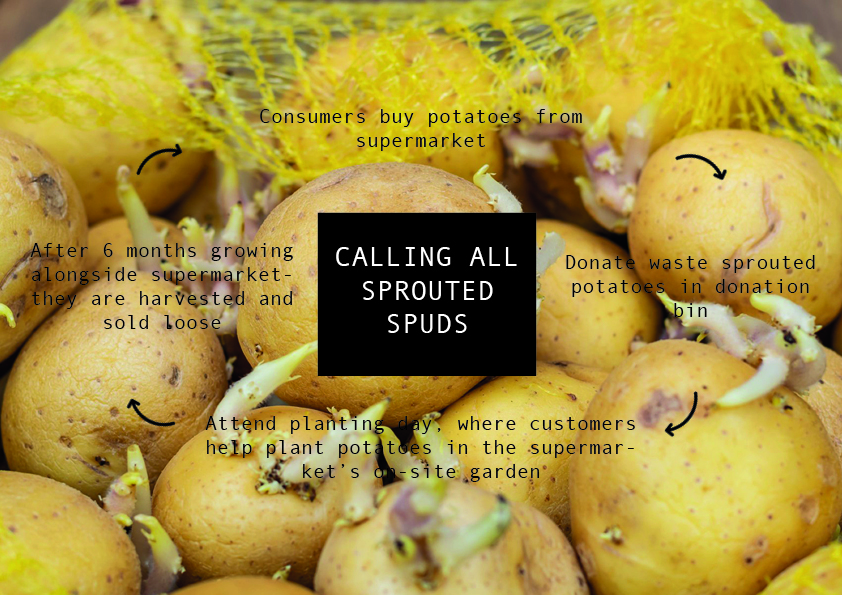 Consumers buy potatoes from
supermarket
CALLING ALL
SPROUTED
SPUDS
Donate waste sprouted
potatoes in donation
bin
Attend planting day, where customers
help plant potatoes in the supermar-
ket's on-site garden
After 6 months growing
alongside supermarket-
they are harvested and
sold loose